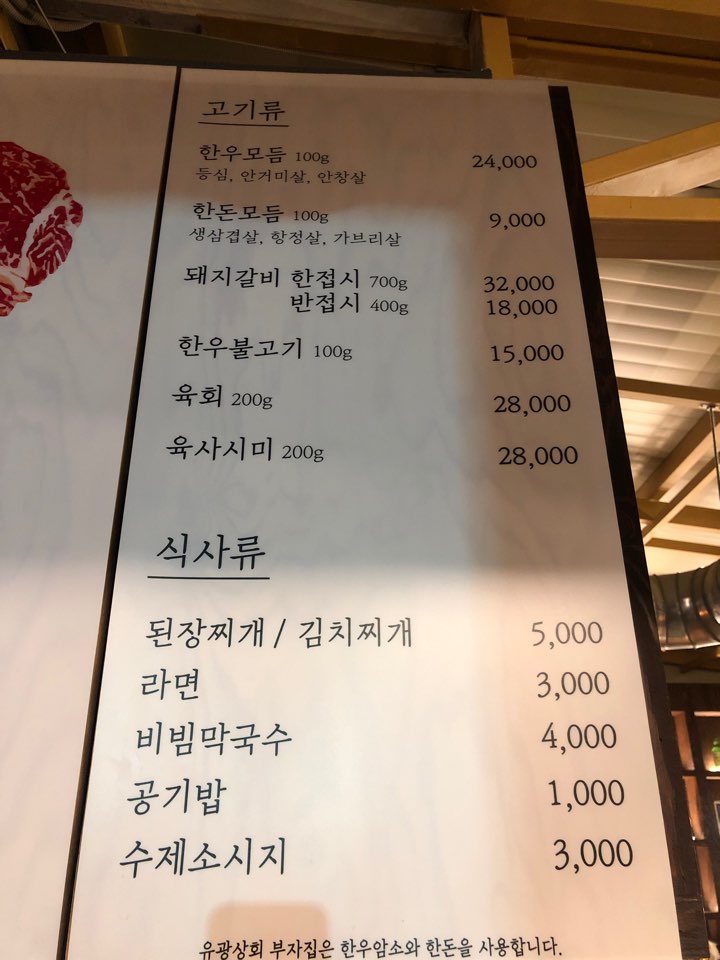 고기류
한우모듬 100g 24,000
등심, 안거미살, 안창살
한돈모듬 100g 9,000
생삼겹살, 항정살, 가브리살
돼지갈비 한접시 700g 32,000
반접시 400g 18,000
한우불고기 100g 15,000
육회 200g 28,000
육사시미 200g 28,000
식사류
된장찌개 / 김치찌개 5,000
라면 3,000
비빔막국수 4,000
공기밥 1,000
수제소시지 3,000
유광상회 부자집은 한우암소와 한돈을 사용합니다.